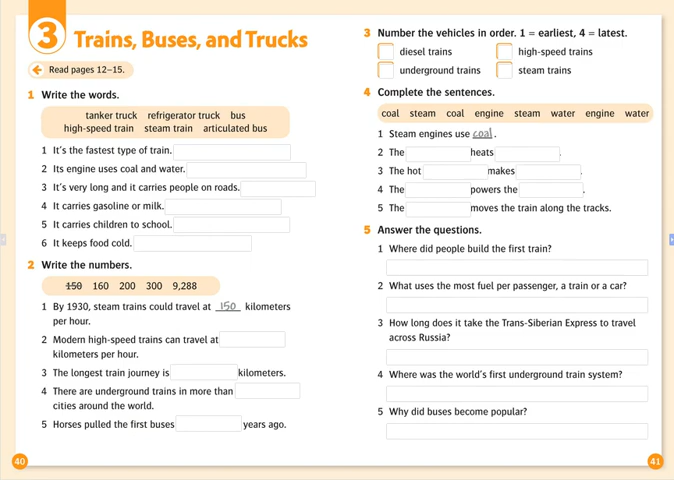 3 Trains, Buses, and Trucks
Read pages 12–15.
1 Write the words.
tanker truck refrigerator truck bus
high-speed train steam train articulated bus
1 It's the fastest type of train.
2 Its engine uses coal and water.
3 It's very long and it carries people on roads.
4 It carries gasoline or milk.
5 It carries children to school.
6 It keeps food cold.
2 Write the numbers.
150 160 200 300 9,288
1 By 1930, steam trains could travel at 150 kilometers
per hour.
2 Modern high-speed trains can travel at
kilometers per hour.
3 The longest train journey is kilometers.
4 There are underground trains in more than
cities around the world.
5 Horses pulled the first buses years ago.
40
3 Number the vehicles in order. 1 = earliest, 4 = latest.
diesel trains high-speed trains
underground trains steam trains
4 Complete the sentences.
coal steam coal engine steam water engine water
1 Steam engines use coal.
2 The heats .
3 The hot makes .
4 The powers the .
5 The moves the train along the tracks.
5 Answer the questions.
1 Where did people build the first train?
2 What uses the most fuel per passenger, a train or a car?
3 How long does it take the Trans-Siberian Express to travel
across Russia?
4 Where was the world's first underground train system?
5 Why did buses become popular?
41